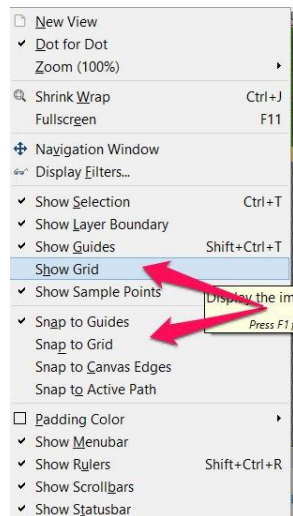 New View
Dot for Dot
Zoom (100%)
Shrink Wrap Ctrl+J
Fullscreen F11
Navigation Window
Display Filters...
Show Selection Ctrl+T
Show Layer Boundary
Show Guides Shift+Ctrl+T
Show Grid
Show Sample Points
Display the im
Snap to Guides
Press F1
Snap to Grid
Snap to Canvas Edges
Snap to Active Path
Padding Color
Show Menubar
Show Rulers Shift+Ctrl+R
Show Scrollbars
Show Statusbar